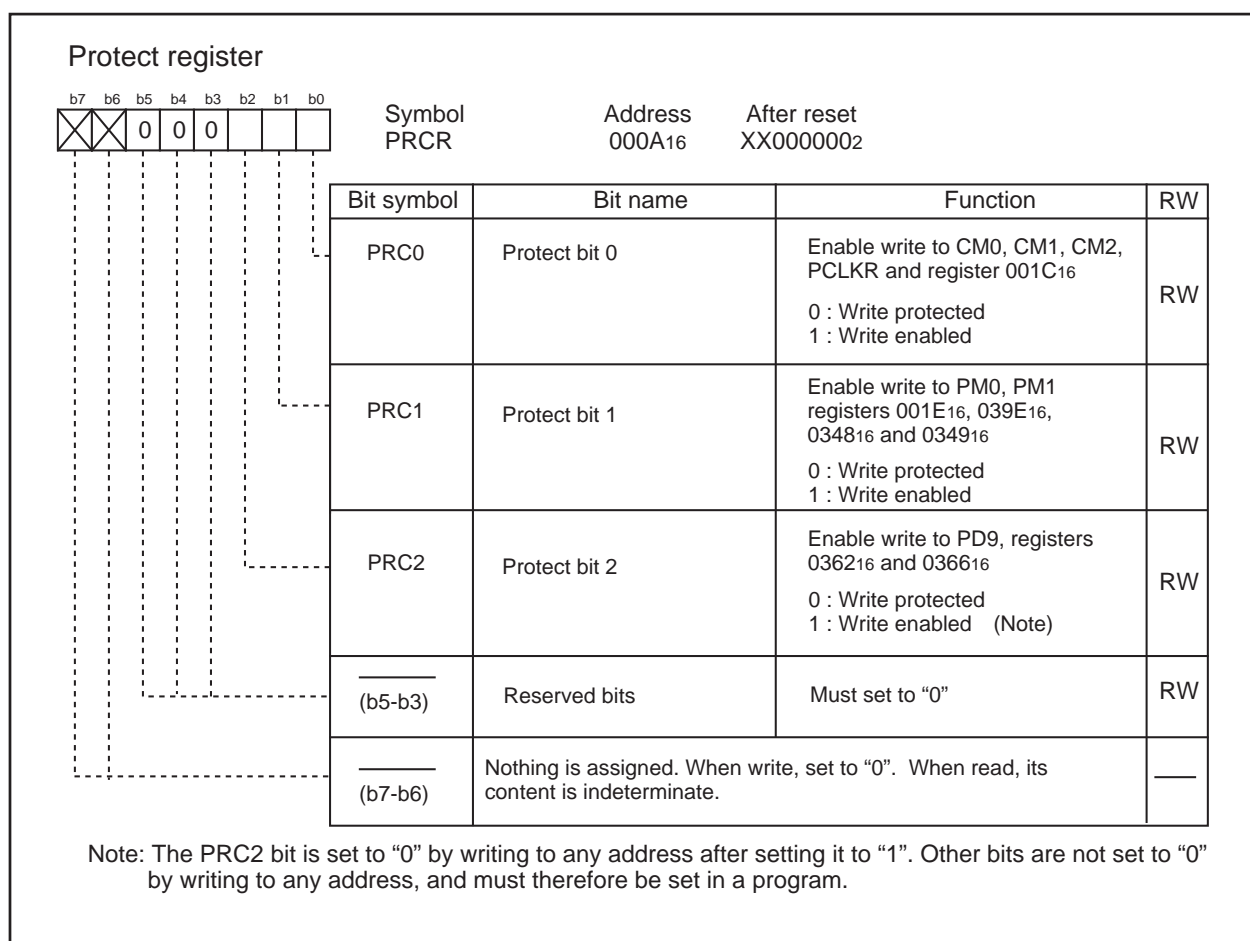 Protect register
b7 b6 b5 b4 b3 b2 b1 b0
0 0 0
Symbol Address After reset
PRCR 000A16 XX0000002
Bit symbol Bit name Function RW
PRC0 Protect bit 0 Enable write to CM0, CM1, CM2,
PCLKR and register 001C16
0 : Write protected
1 : Write enabled
RW
PRC1 Protect bit 1 Enable write to PM0, PM1
registers 001E16, 039E16,
034816 and 034916
0 : Write protected
1 : Write enabled
RW
PRC2 Protect bit 2 Enable write to PD9, registers
036216 and 036616
0 : Write protected
1 : Write enabled (Note)
RW
(b5-b3) Reserved bits Must set to “0” RW
(b7-b6) Nothing is assigned. When write, set to “0”. When read, its
content is indeterminate.
Note: The PRC2 bit is set to “0” by writing to any address after setting it to “1”. Other bits are not set to “0”
by writing to any address, and must therefore be set in a program.